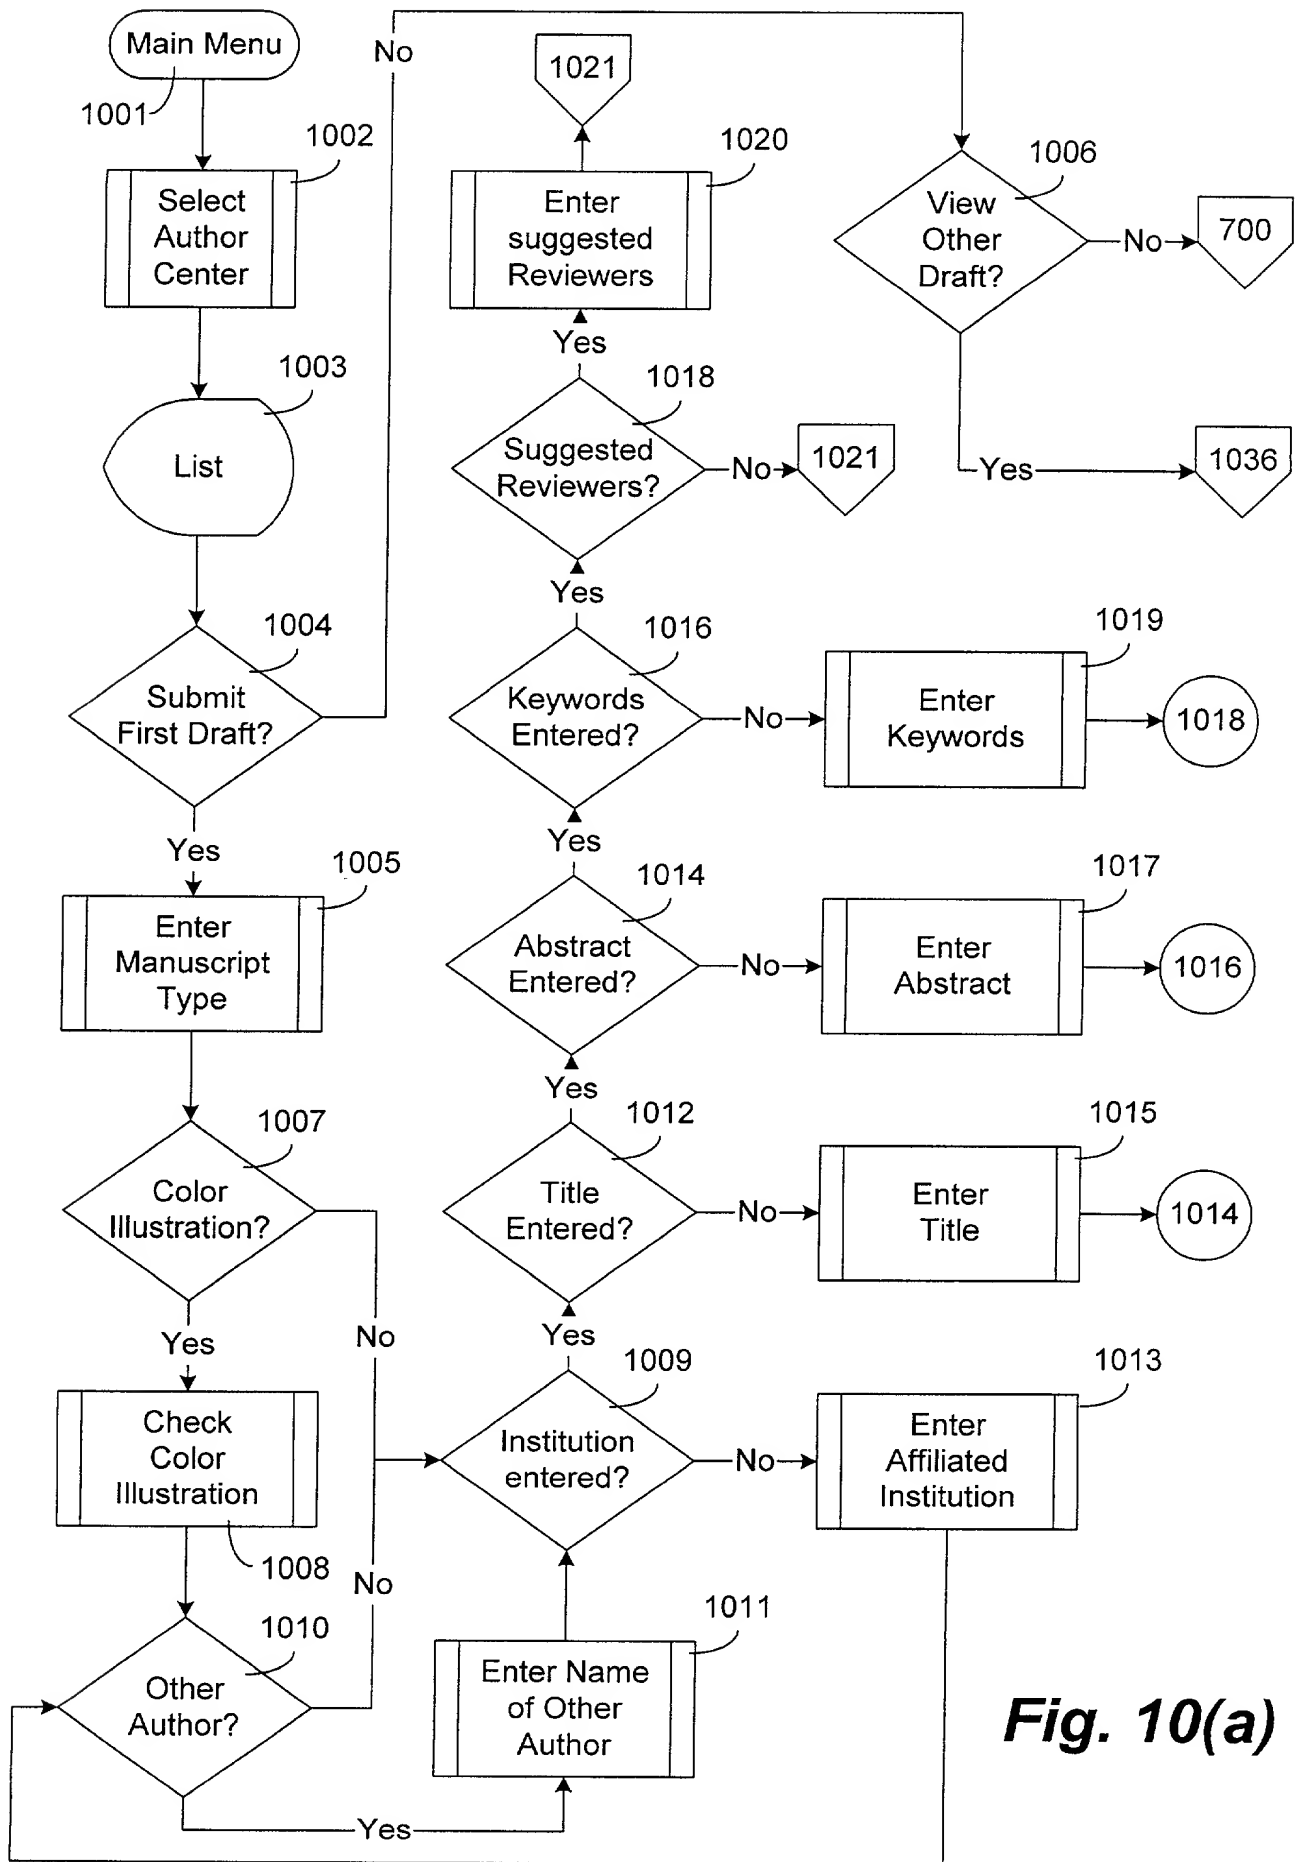 Main Menu
1001
1002
Select
Author
Center
1003
List
1004
Submit
First Draft?
No
Yes
1005
Enter
Manuscript
Type
1007
Color
Illustration?
No
Yes
Check
Color
Illustration
1008
No
1010
Other
Author?
Yes
1011
Enter Name
of Other
Author
1009
Institution
entered?
No
1013
Enter
Affiliated
Institution
Yes
1012
Title
Entered?
No
1015
Enter
Title
1014
Yes
1014
Abstract
Entered?
No
1017
Enter
Abstract
1016
Yes
1016
Keywords
Entered?
No
1019
Enter
Keywords
1018
Yes
1018
Suggested
Reviewers?
No
1021
Yes
1020
Enter
suggested
Reviewers
1021
1006
View
Other
Draft?
No
700
Yes
1036
Fig. 10(a)